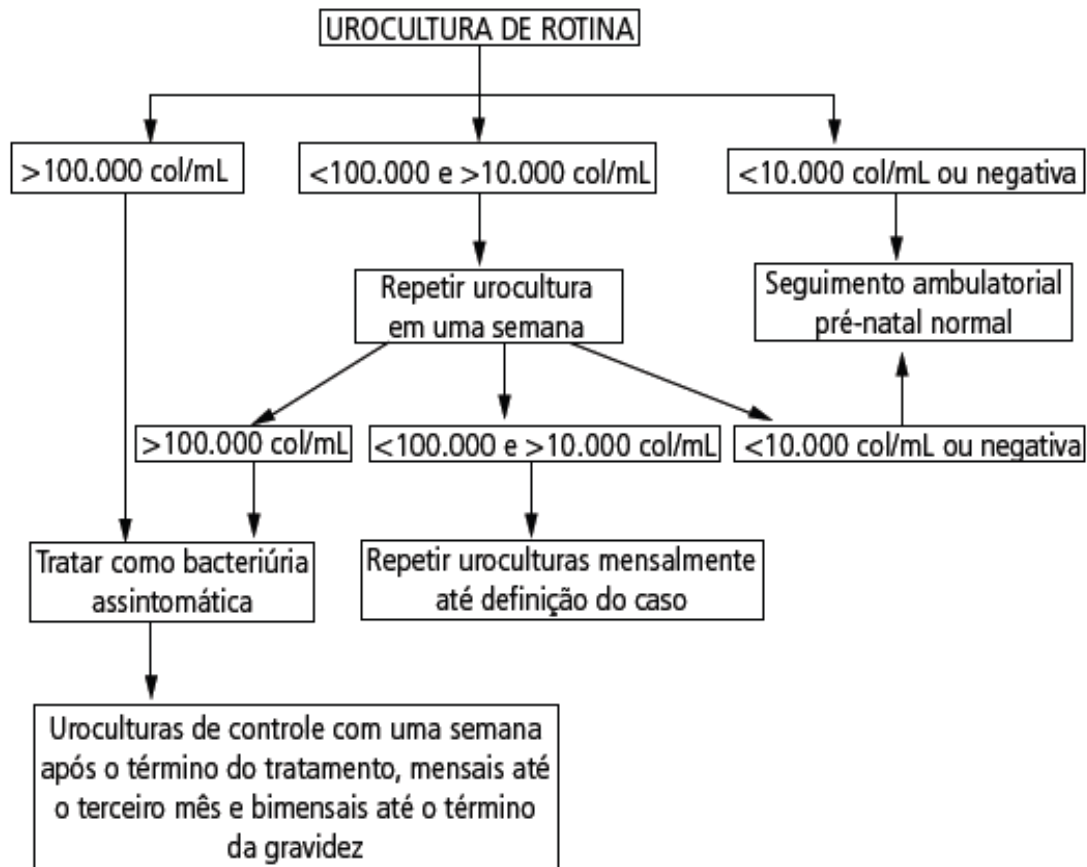 UROCULTURA DE ROTINA
>100.000 col/mL
<100.000 e >10.000 col/mL
<10.000 col/mL ou negativa
Repetir urocultura
em uma semana
Seguimento ambulatorial
pré-natal normal
>100.000 col/mL
<100.000 e >10.000 col/mL
<10.000 col/mL ou negativa
Tratar como bacteriúria
assintomática
Repetir uroculturas mensalmente
até definição do caso
Uroculturas de controle com uma semana
após o término do tratamento, mensais até
o terceiro mês e bimensais até o término
da gravidez